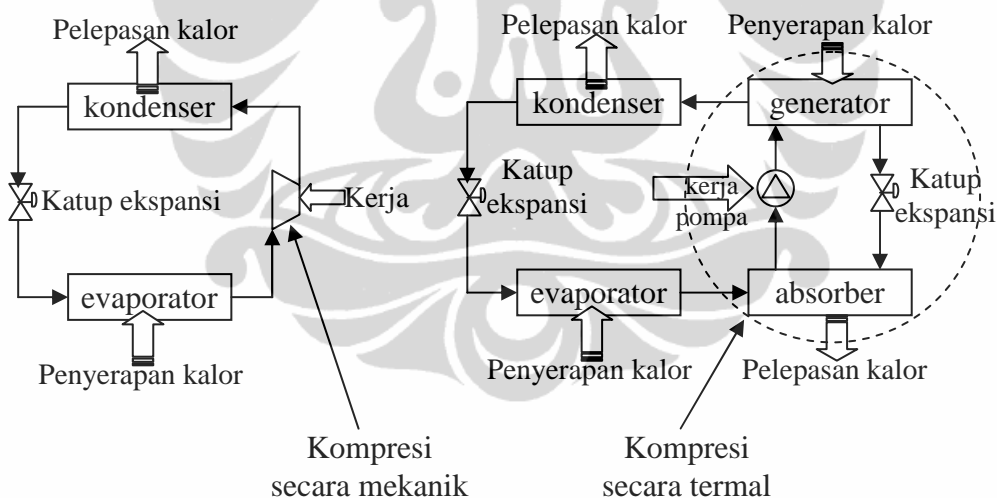 Pelepasan kalor
kondenser
Katup ekspansi
Kerja
evaporator
Penyerapan kalor
Kompresi
secara mekanik
Pelepasan kalor
Penyerapan kalor
kondenser
generator
Katup
ekspansi
kerja
pompa
Katup
ekspansi
evaporator
absorber
Penyerapan kalor
Pelepasan kalor
Kompresi
secara termal